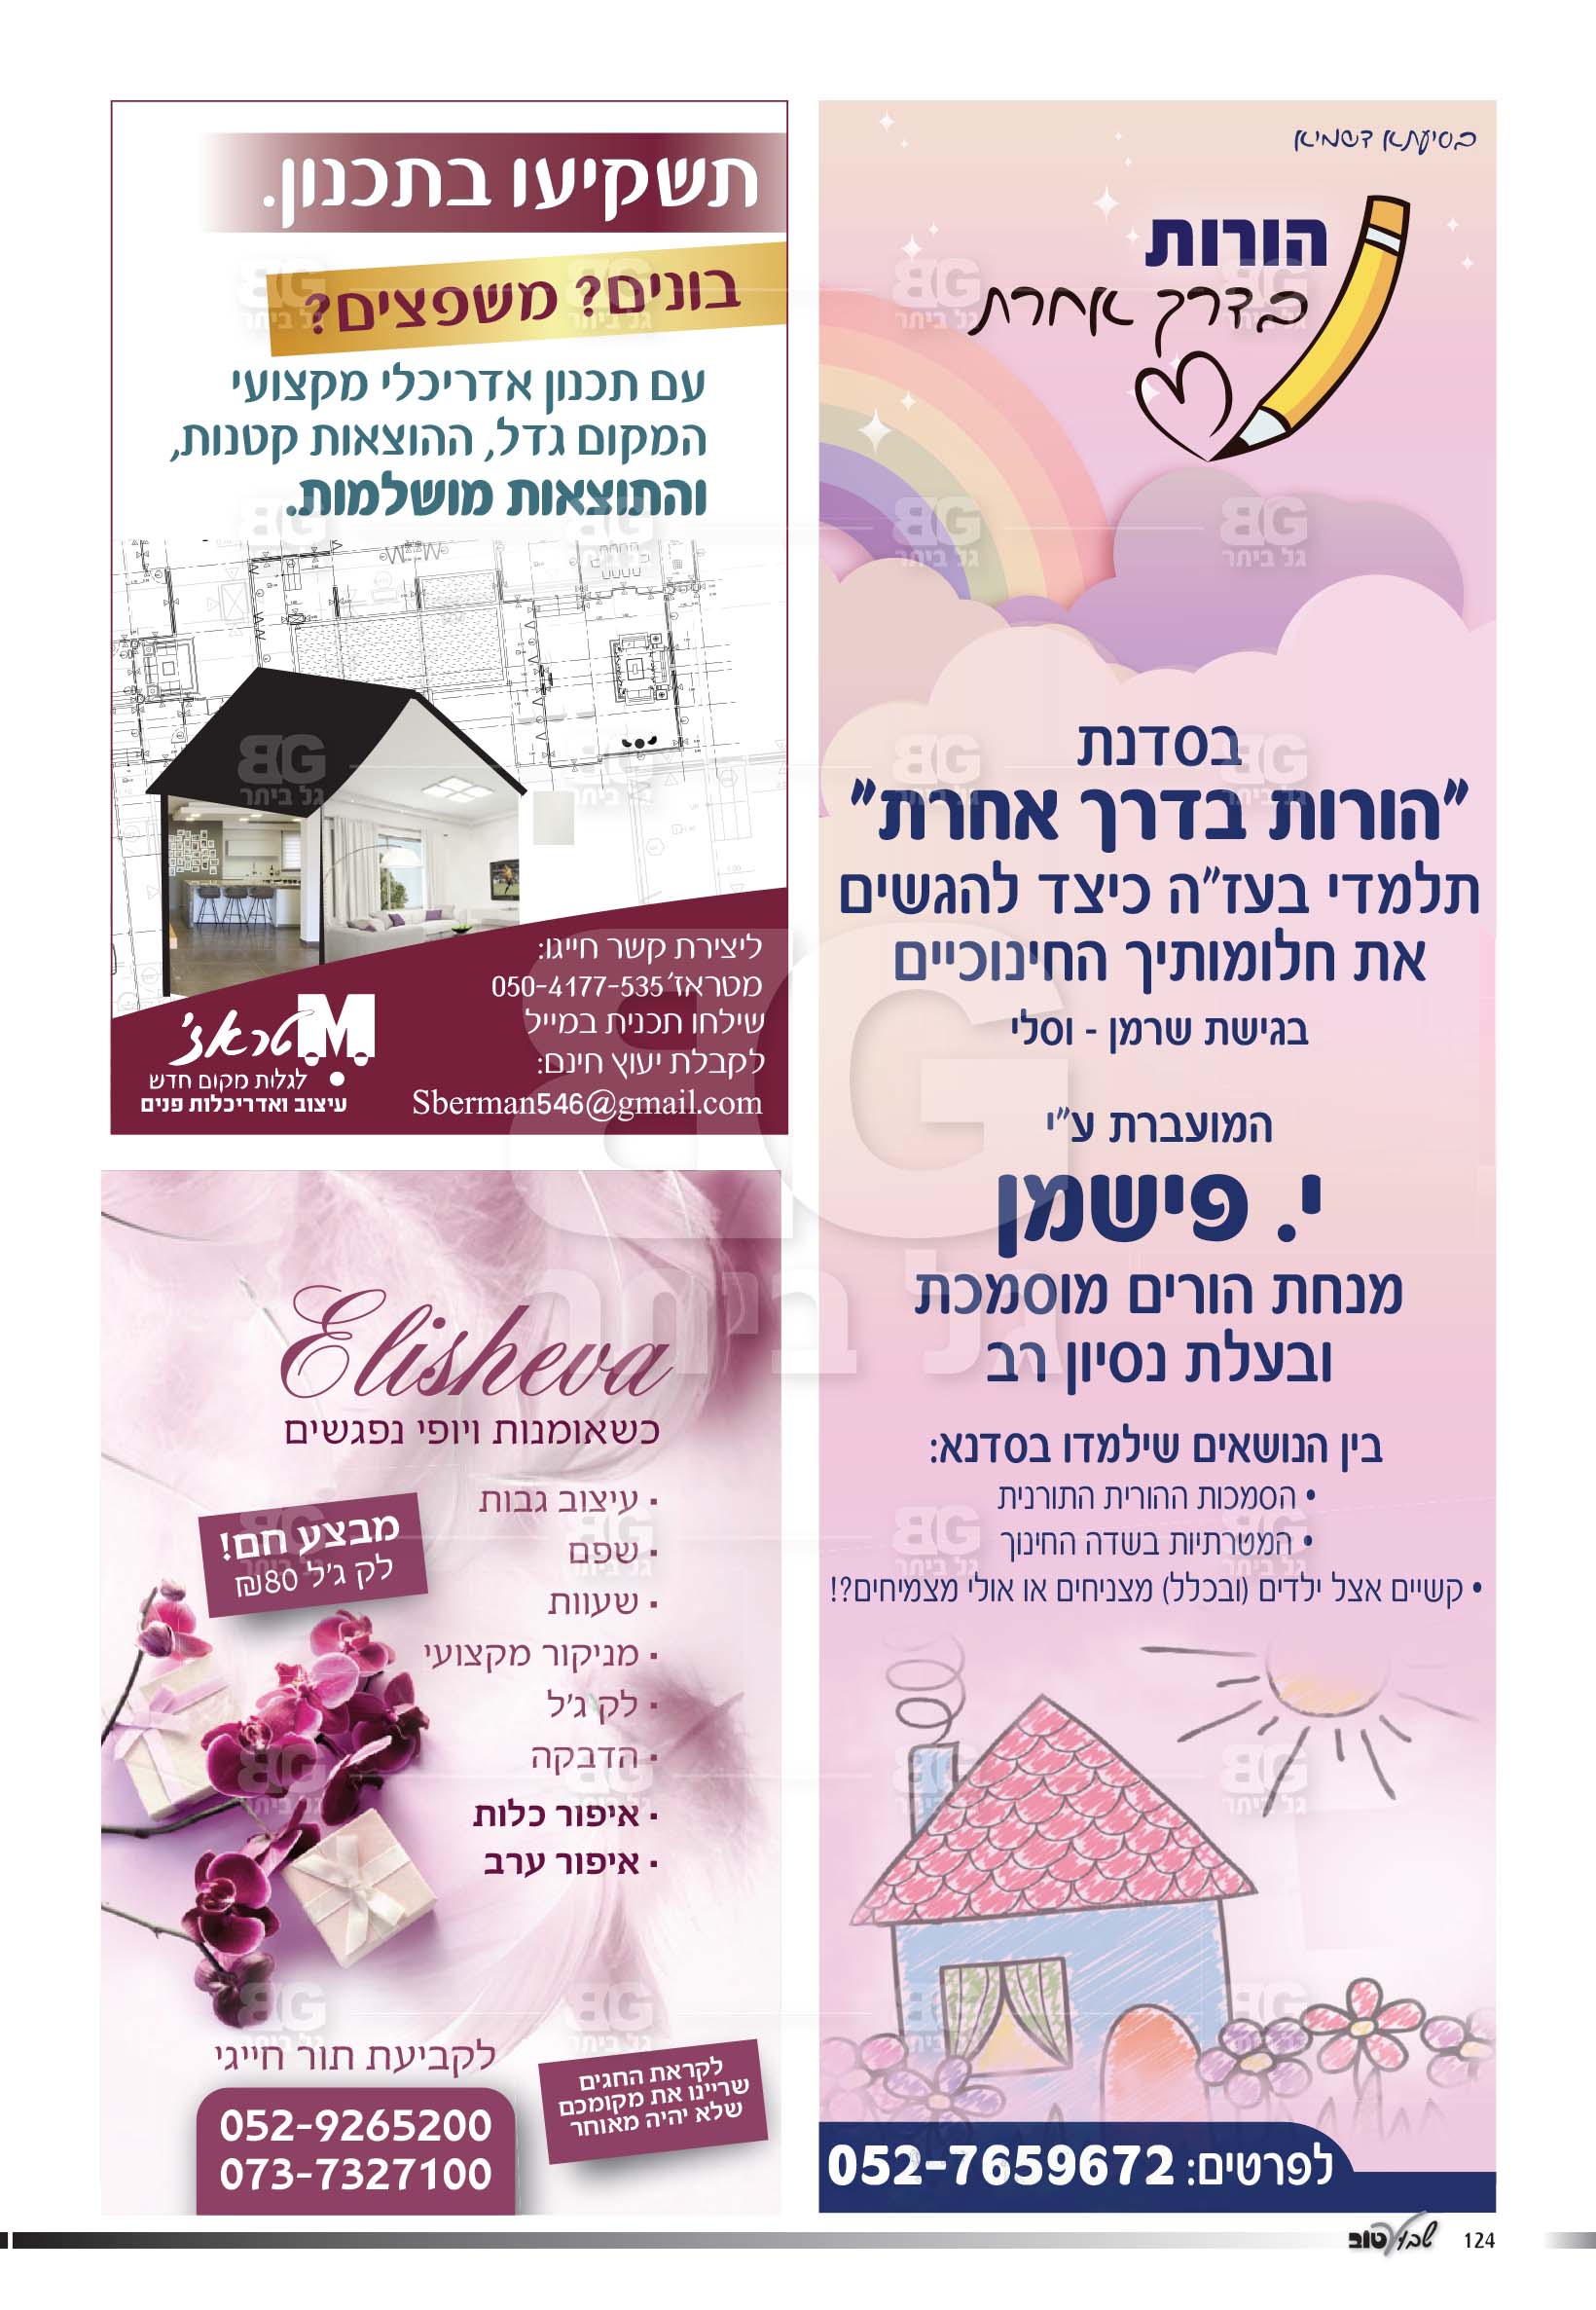 בסיעתא דשמיא
הורות
בדרך אחרת
בסדנת
"הורות בדרך אחרת"
תלמדי בעז"ה כיצד להגשים
את חלומותיך החינוכיים
בגישת שרמן - וסלי
המועברת ע"י
י. פישמן
מנחת הורים מוסמכת
ובעלת נסיון רב
בין הנושאים שילמדו בסדנא:
• הסמכות ההורית התורנית
• המטרתיות בשדה החינוך
• קשיים אצל ילדים (ובכלל) מצניחים או אולי מצמיחים?!
לפרטים: 052-7659672
תשקיעו בתכנון.
בונים? משפצים?
עם תכנון אדריכלי מקצועי
המקום גדל, ההוצאות קטנות,
והתוצאות מושלמות.
ליצירת קשר חייגו:
מטראז' 050-4177-535
שילחו תכנית במייל
לקבלת יעוץ חינם:
Sberman546@gmail.com
Mטראז'
לגלות מקום חדש
עיצוב ואדריכלות פנים
Elisheva
כשאומנות ויופי נפגשים
• עיצוב גבות
• שפם
• שעוות
• מניקור מקצועי
• לק ג'ל
• הדבקה
• איפור כלות
• איפור ערב
מבצע חם!
לק ג'ל 80₪
לקביעת תור חייגי
052-9265200
073-7327100
לקראת החגים
שריינו את מקומכם
שלא יהיה מאוחר
BG
גל ביתר
124 שבוע טוב